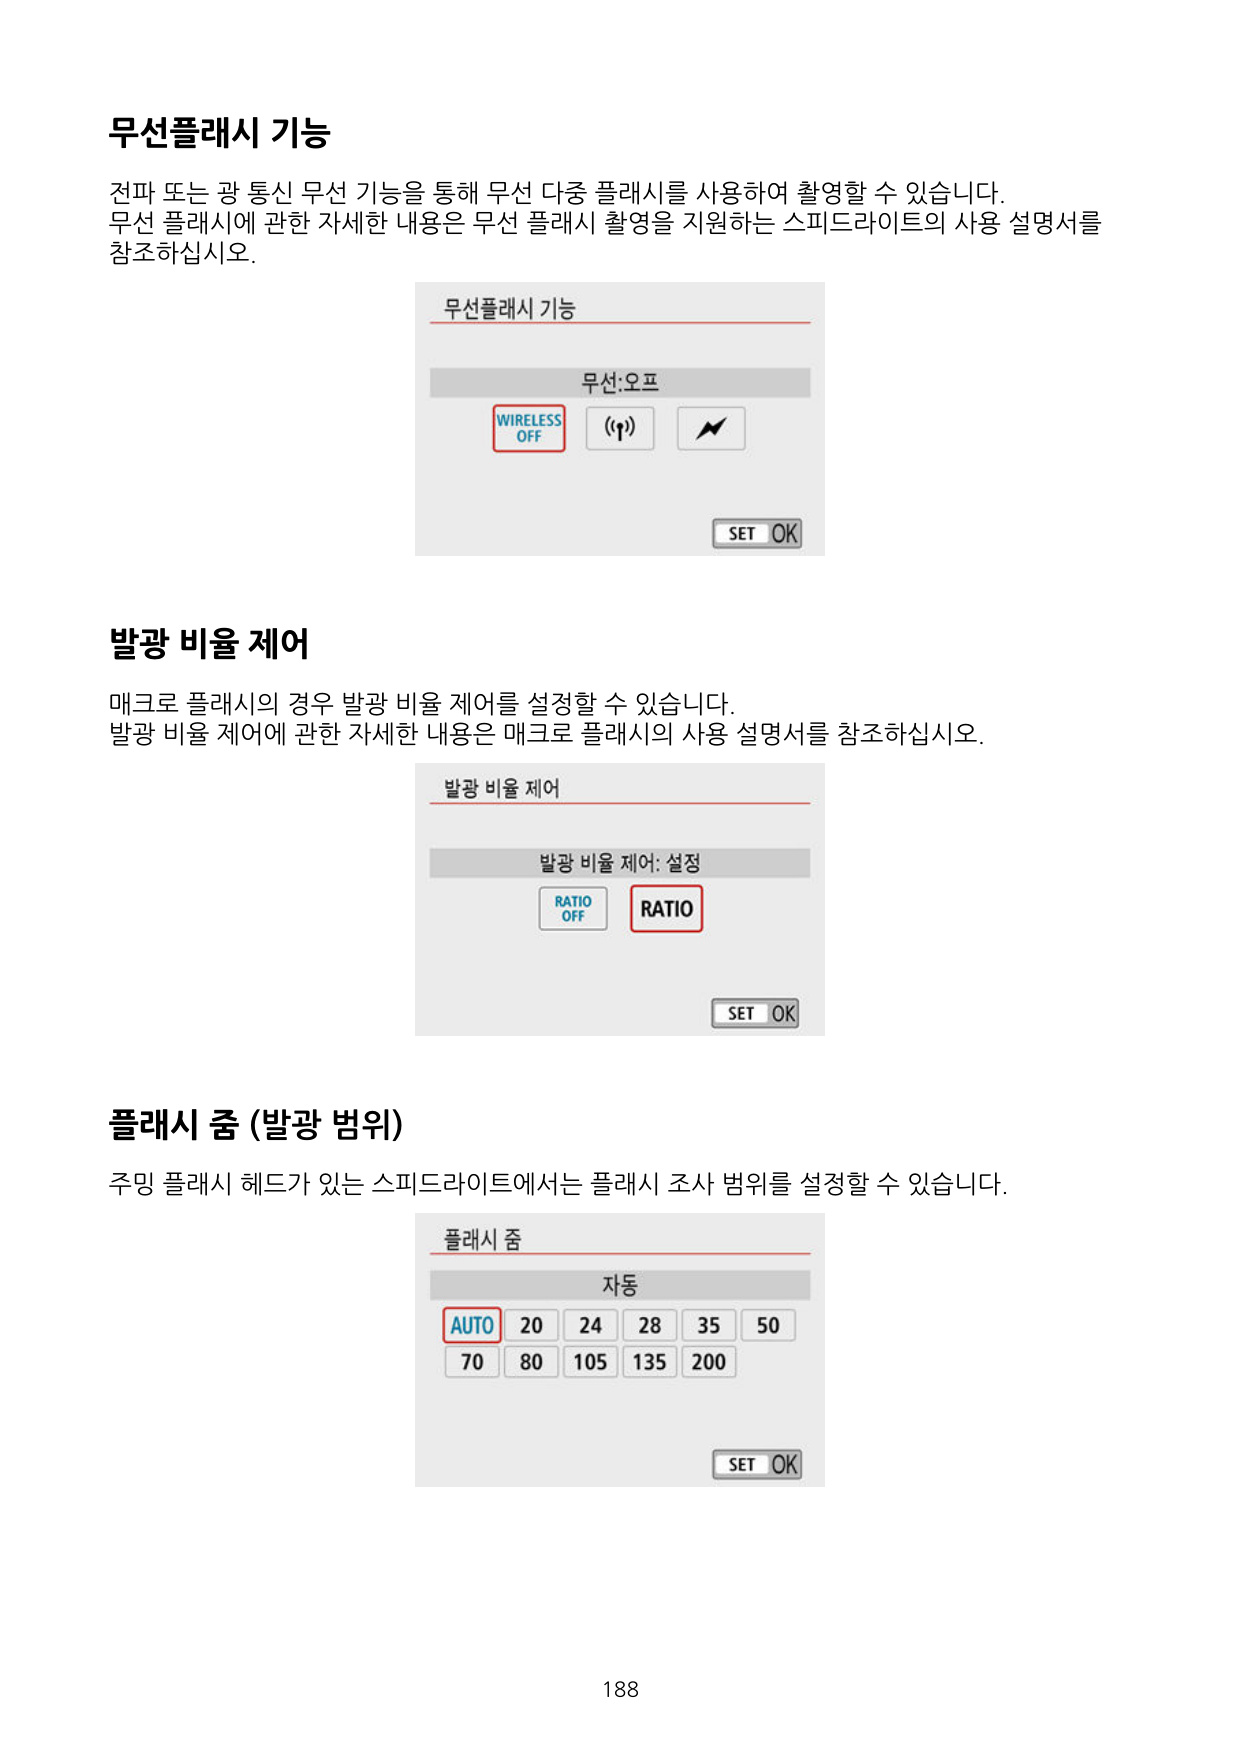 무선플래시 기능
전파 또는 광 통신 무선 기능을 통해 무선 다중 플래시를 사용하여 촬영할 수 있습니다.
무선 플래시에 관한 자세한 내용은 무선 플래시 촬영을 지원하는 스피드라이트의 사용 설명서를
참조하십시오.
무선플래시 기능
무선:오프
WIRELESS
OFF
SET OK
발광 비율 제어
매크로 플래시의 경우 발광 비율 제어를 설정할 수 있습니다.
발광 비율 제어에 관한 자세한 내용은 매크로 플래시의 사용 설명서를 참조하십시오.
발광 비율 제어
발광 비율 제어: 설정
RATIO
OFF
RATIO
SET OK
플래시 줌 (발광 범위)
주밍 플래시 헤드가 있는 스피드라이트에서는 플래시 조사 범위를 설정할 수 있습니다.
플래시 줌
자동
AUTO 20 24 28 35 50
70 80 105 135 200
SET OK
188